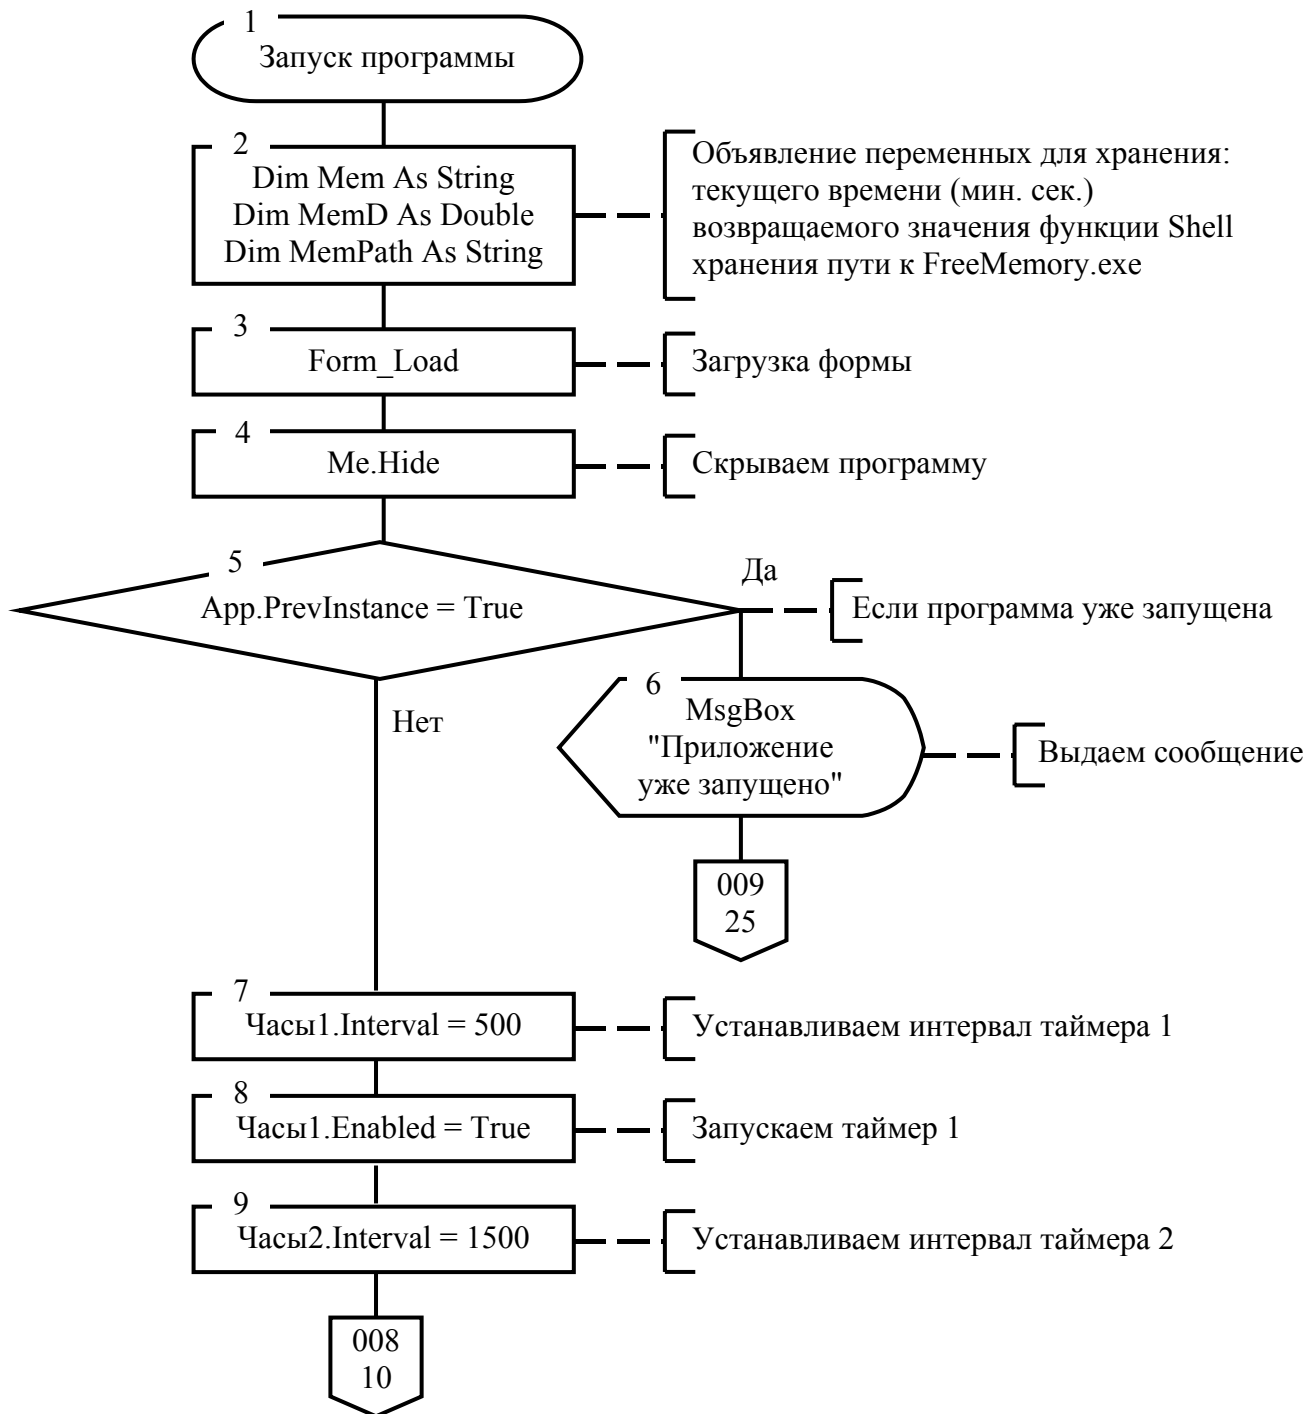 1
Запуск программы
2
Dim Mem As String
Dim MemD As Double
Dim MemPath As String
Объявление переменных для хранения:
текущего времени (мин. сек.)
возвращаемого значения функции Shell
хранения пути к FreeMemory.exe
3
Form_Load
Загрузка формы
4
Me.Hide
Скрываем программу
5
App.PrevInstance = True
Да
Если программа уже запущена
Нет
6
MsgBox
"Приложение
уже запущено"
Выдаем сообщение
009
25
7
Часы1.Interval = 500
Устанавливаем интервал таймера 1
8
Часы1.Enabled = True
Запускаем таймер 1
9
Часы2.Interval = 1500
Устанавливаем интервал таймера 2
008
10